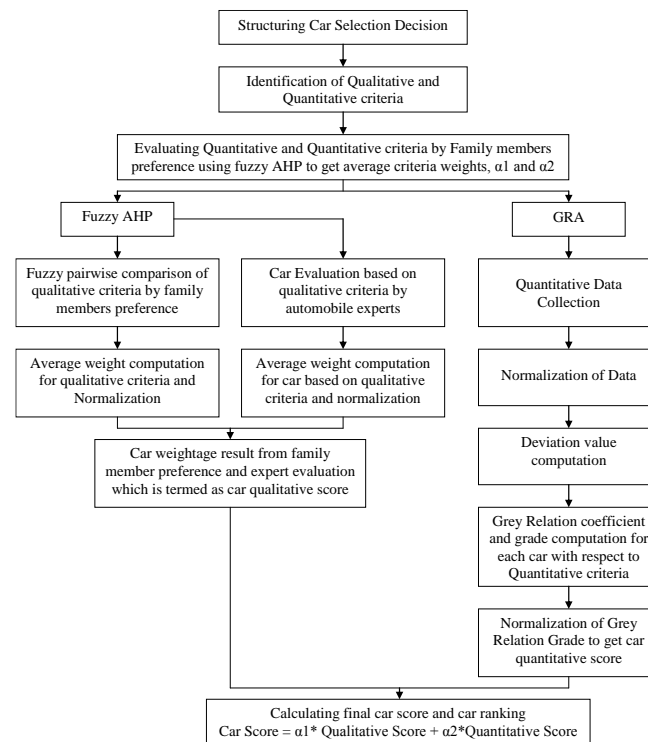 Structuring Car Selection Decision
Identification of Qualitative and
Quantitative criteria
Evaluating Quantitative and Quantitative criteria by Family members
preference using fuzzy AHP to get average criteria weights, α1 and α2
Fuzzy AHP
GRA
Fuzzy pairwise comparison of
qualitative criteria by family
members preference
Car Evaluation based on
qualitative criteria by
automobile experts
Quantitative Data
Collection
Average weight computation
for qualitative criteria and
Normalization
Average weight computation
for car based on qualitative
criteria and normalization
Normalization of Data
Car weightage result from family
member preference and expert evaluation
which is termed as car qualitative score
Deviation value
computation
Grey Relation coefficient
and grade computation for
each car with respect to
Quantitative criteria
Normalization of Grey
Relation Grade to get car
quantitative score
Calculating final car score and car ranking
Car Score = α1* Qualitative Score + α2*Quantitative Score